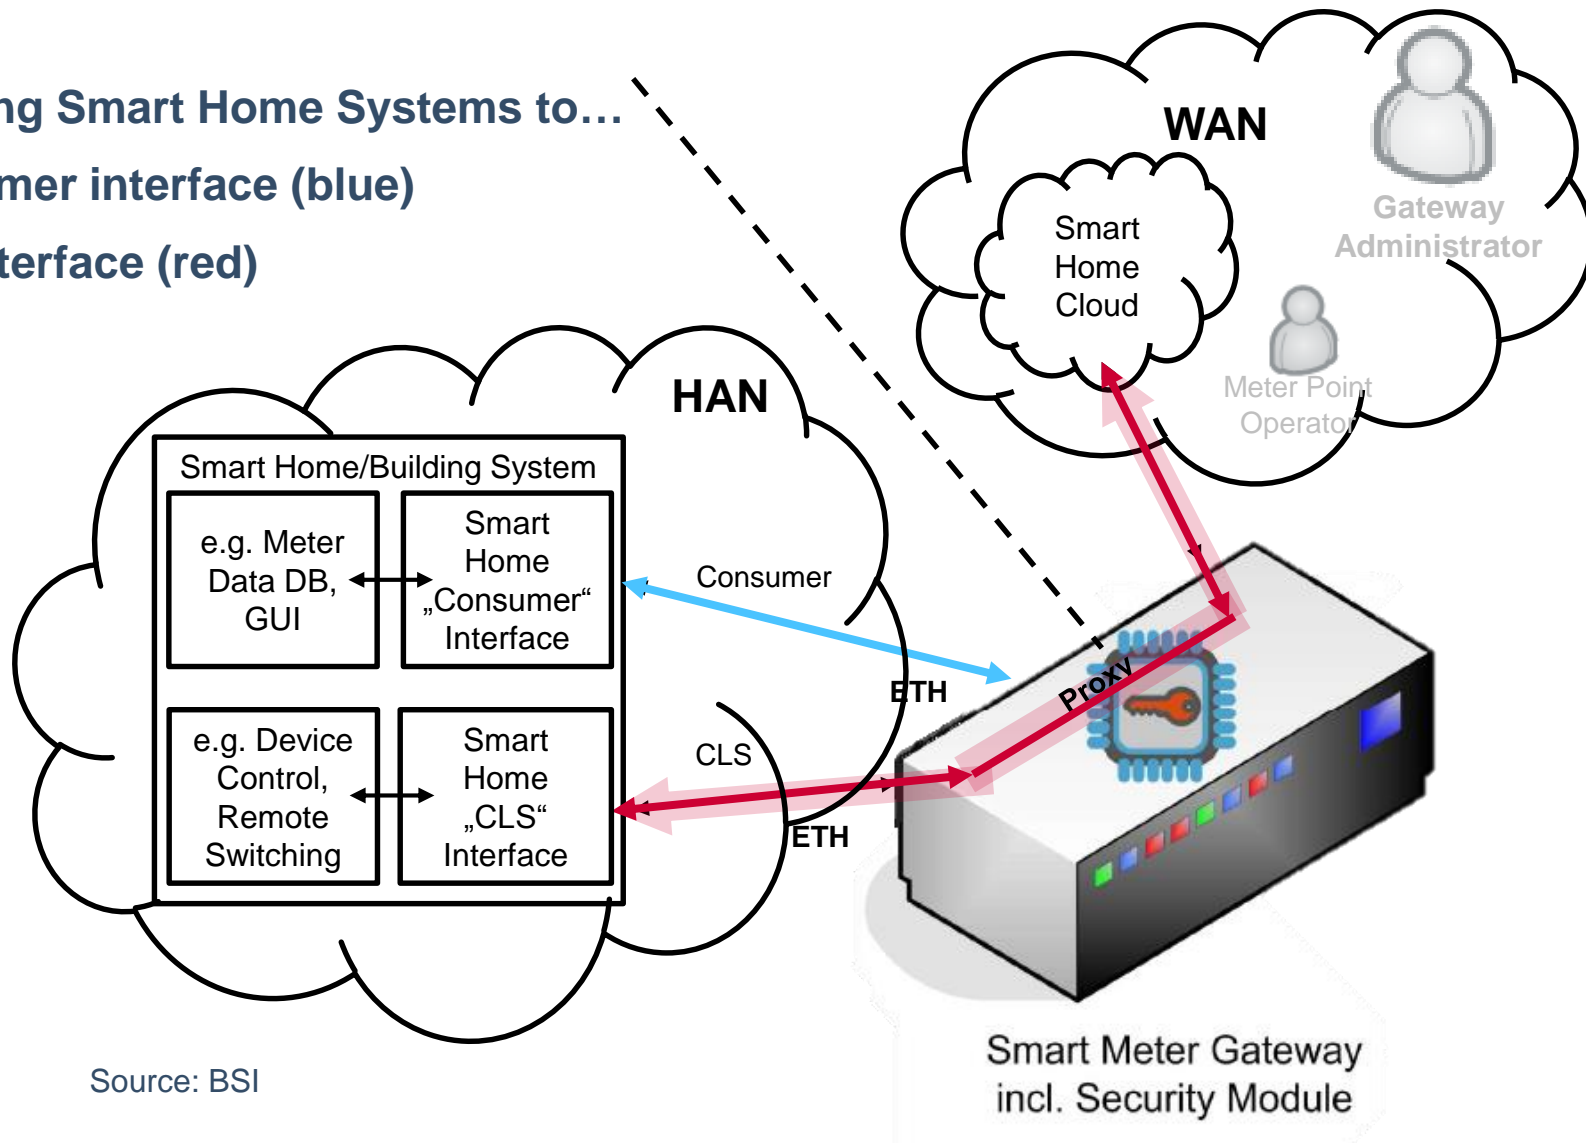 ng Smart Home Systems to…
mer interface (blue)
terface (red)
WAN
Gateway
Administrator
Smart
Home
Cloud
Meter Point
Operator
HAN
Smart Home/Building System
e.g. Meter
Data DB,
GUI
Smart
Home
„Consumer“
Interface
Consumer
ETH
Proxy
e.g. Device
Control,
Remote
Switching
Smart
Home
„CLS“
Interface
CLS
ETH
Smart Meter Gateway
incl. Security Module
Source: BSI